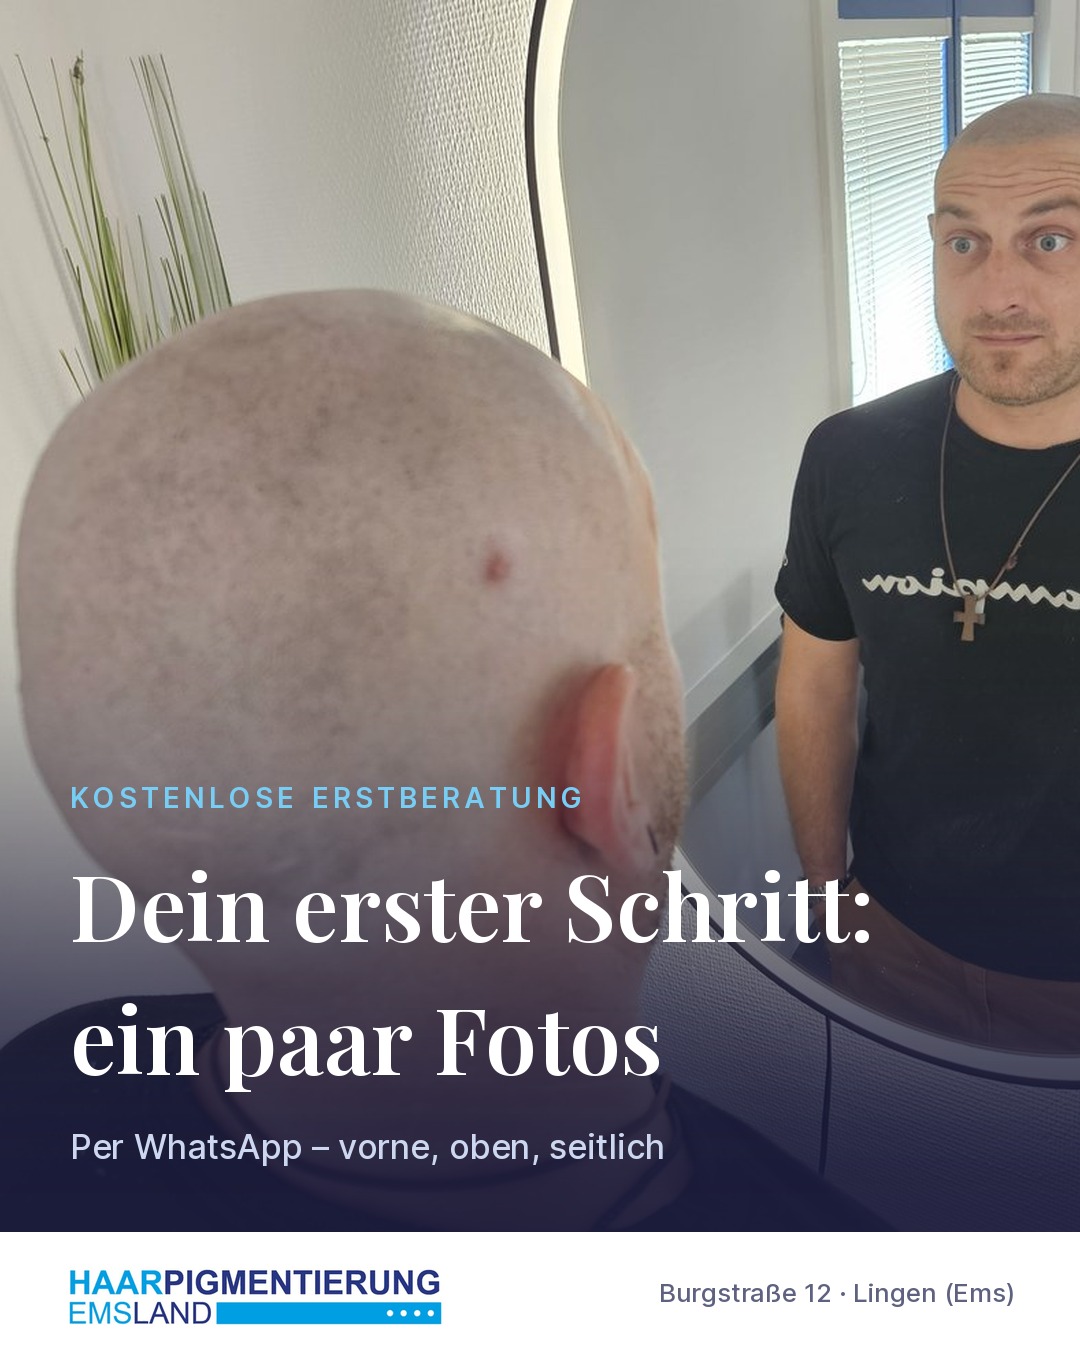 KOSTENLOSE ERSTBERATUNG
Dein erster Schritt:
ein paar Fotos
Per WhatsApp – vorne, oben, seitlich
HAARPIGMENTIERUNG
EMSLAND
Burgstraße 12 · Lingen (Ems)